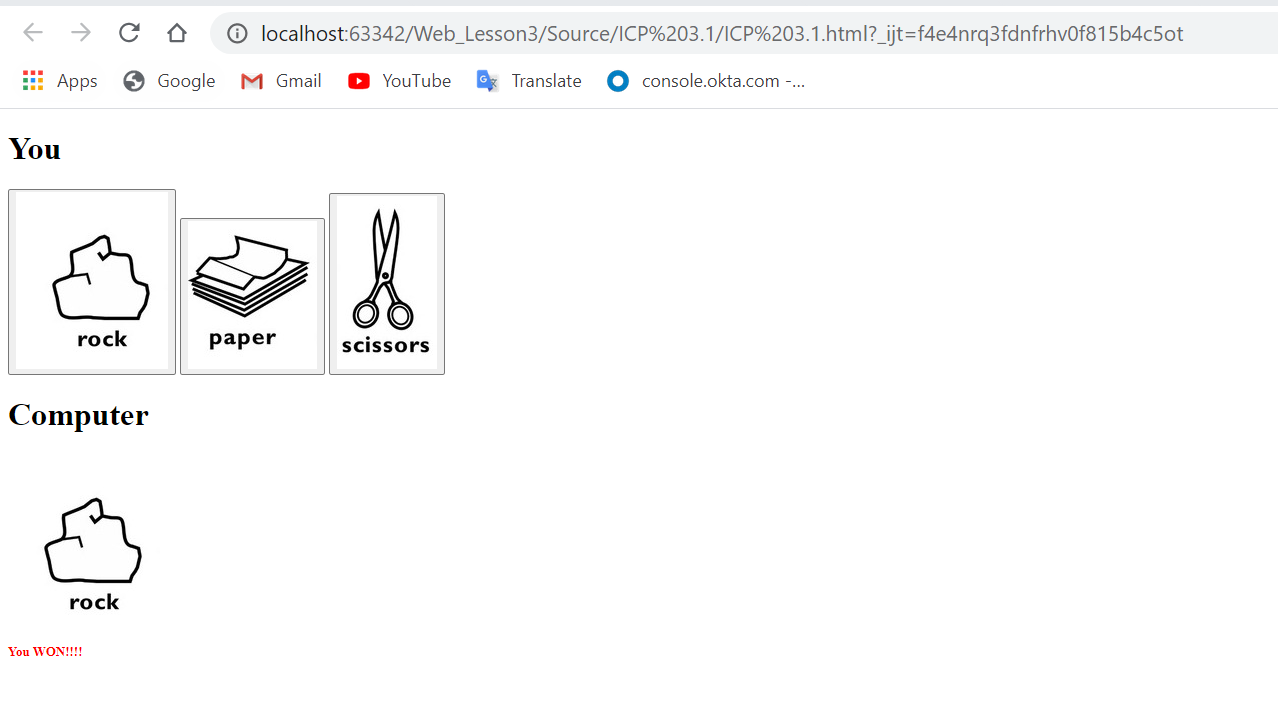 localhost:63342/Web_Lesson3/Source/ICP%203.1/ICP%203.1.html?_ijt=f4e4nrq3fdnfrhv0f815b4c5ot
Apps Google Gmail YouTube Translate console.okta.com -...
You
rock paper scissors
Computer
rock
You WON!!!!